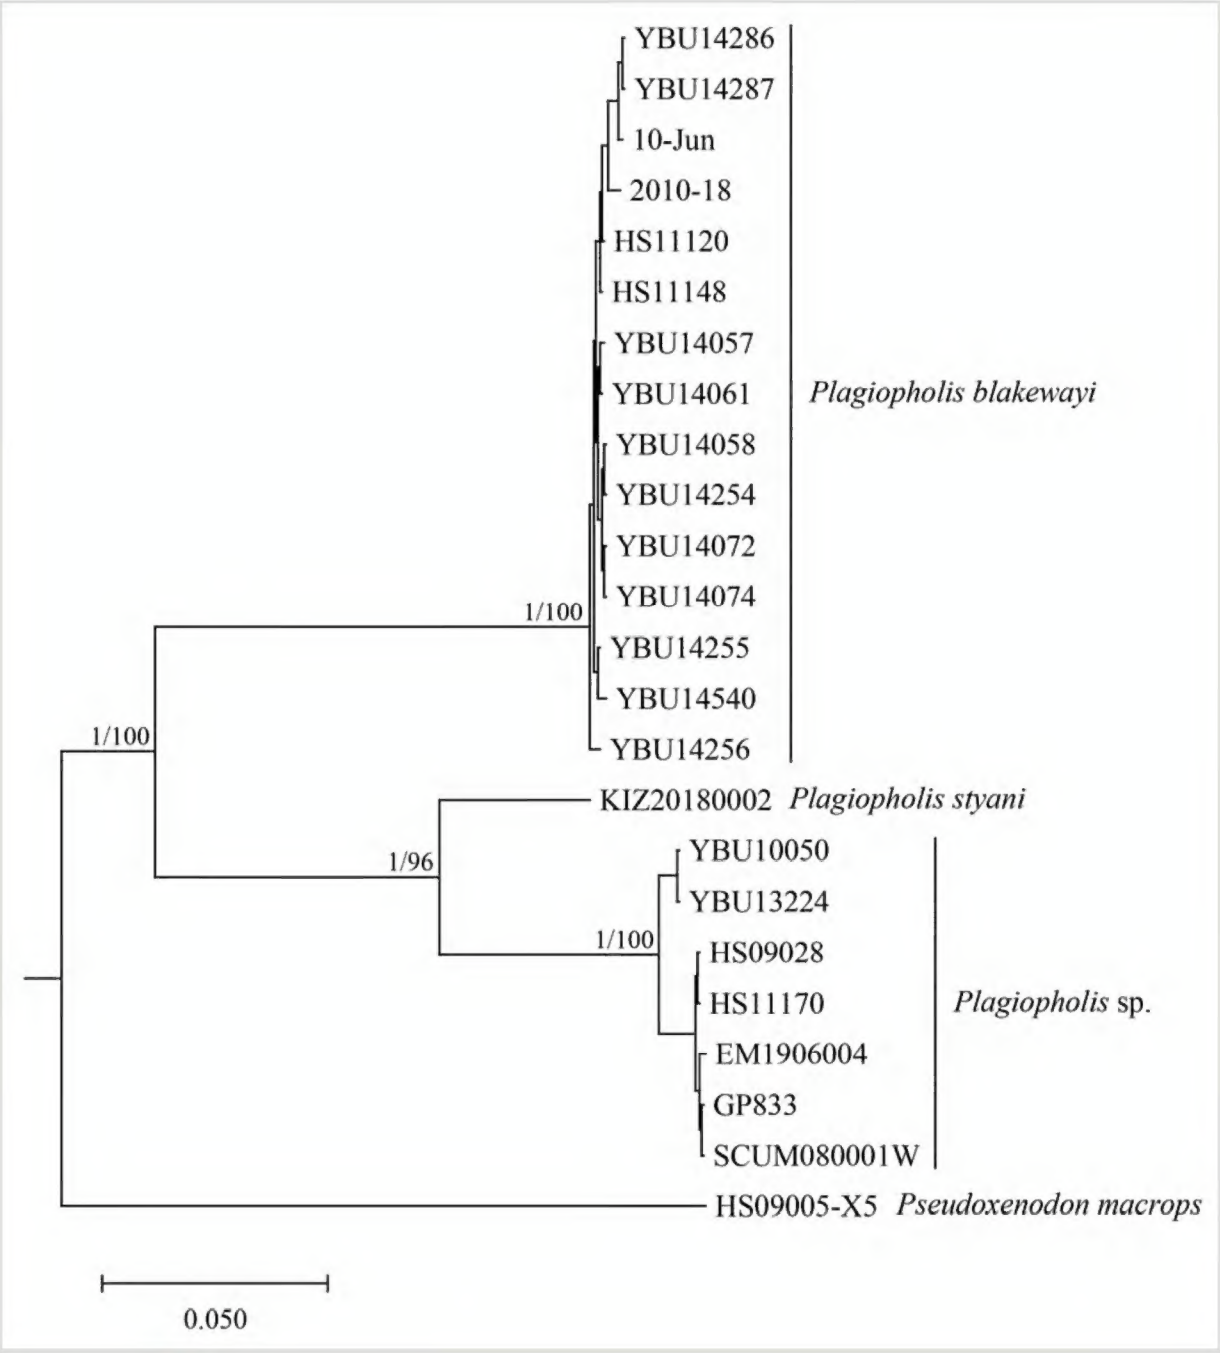 YBU14286
YBU14287
10-Jun
2010-18
HS11120
HS11148
YBU14057
YBU14061 Plagiopholis blakewayi
YBU14058
YBU14254
YBU14072
YBU14074
1/100
YBU14255
YBU14540
1/100
YBU14256
KIZ20180002 Plagiopholis styani
YBU10050
1/96
YBU13224
1/100
HS09028
HS11170 Plagiopholis sp.
EM1906004
GP833
SCUM080001W
HS09005-X5 Pseudoxenodon macrops
0.050